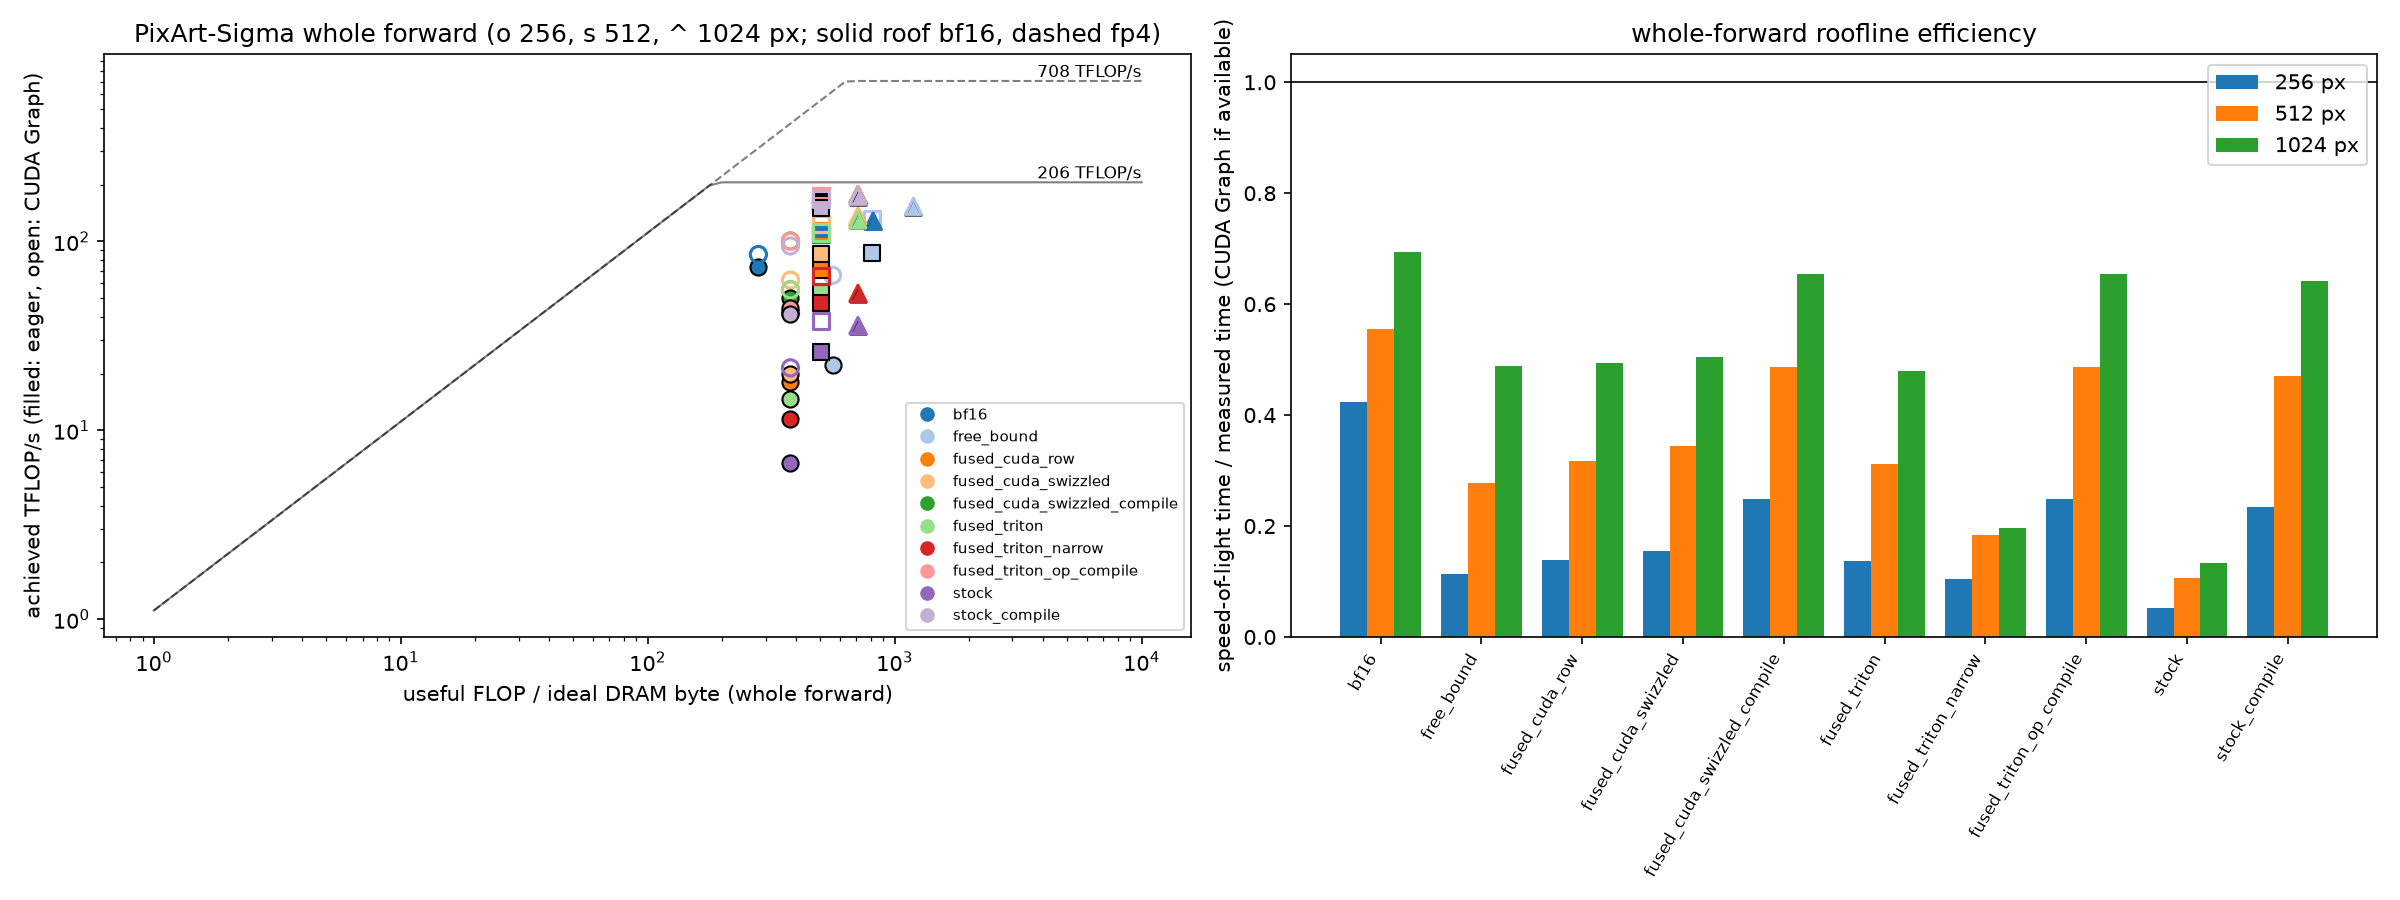 PixArt-Sigma whole forward (o 256, s 512, ^ 1024 px; solid roof bf16, dashed fp4)
achieved TFLOP/s (filled: eager, open: CUDA Graph)
10²
10¹
10⁰
708 TFLOP/s
206 TFLOP/s
bf16
free_bound
fused_cuda_row
fused_cuda_swizzled
fused_cuda_swizzled_compile
fused_triton
fused_triton_narrow
fused_triton_op_compile
stock
stock_compile
10⁰ 10¹ 10² 10³ 10⁴
useful FLOP / ideal DRAM byte (whole forward)
whole-forward roofline efficiency
speed-of-light time / measured time (CUDA Graph if available)
1.0
0.8
0.6
0.4
0.2
0.0
256 px
512 px
1024 px
bf16
free_bound
fused_cuda_row
fused_cuda_swizzled
fused_cuda_swizzled_compile
fused_triton
fused_triton_narrow
fused_triton_op_compile
stock
stock_compile